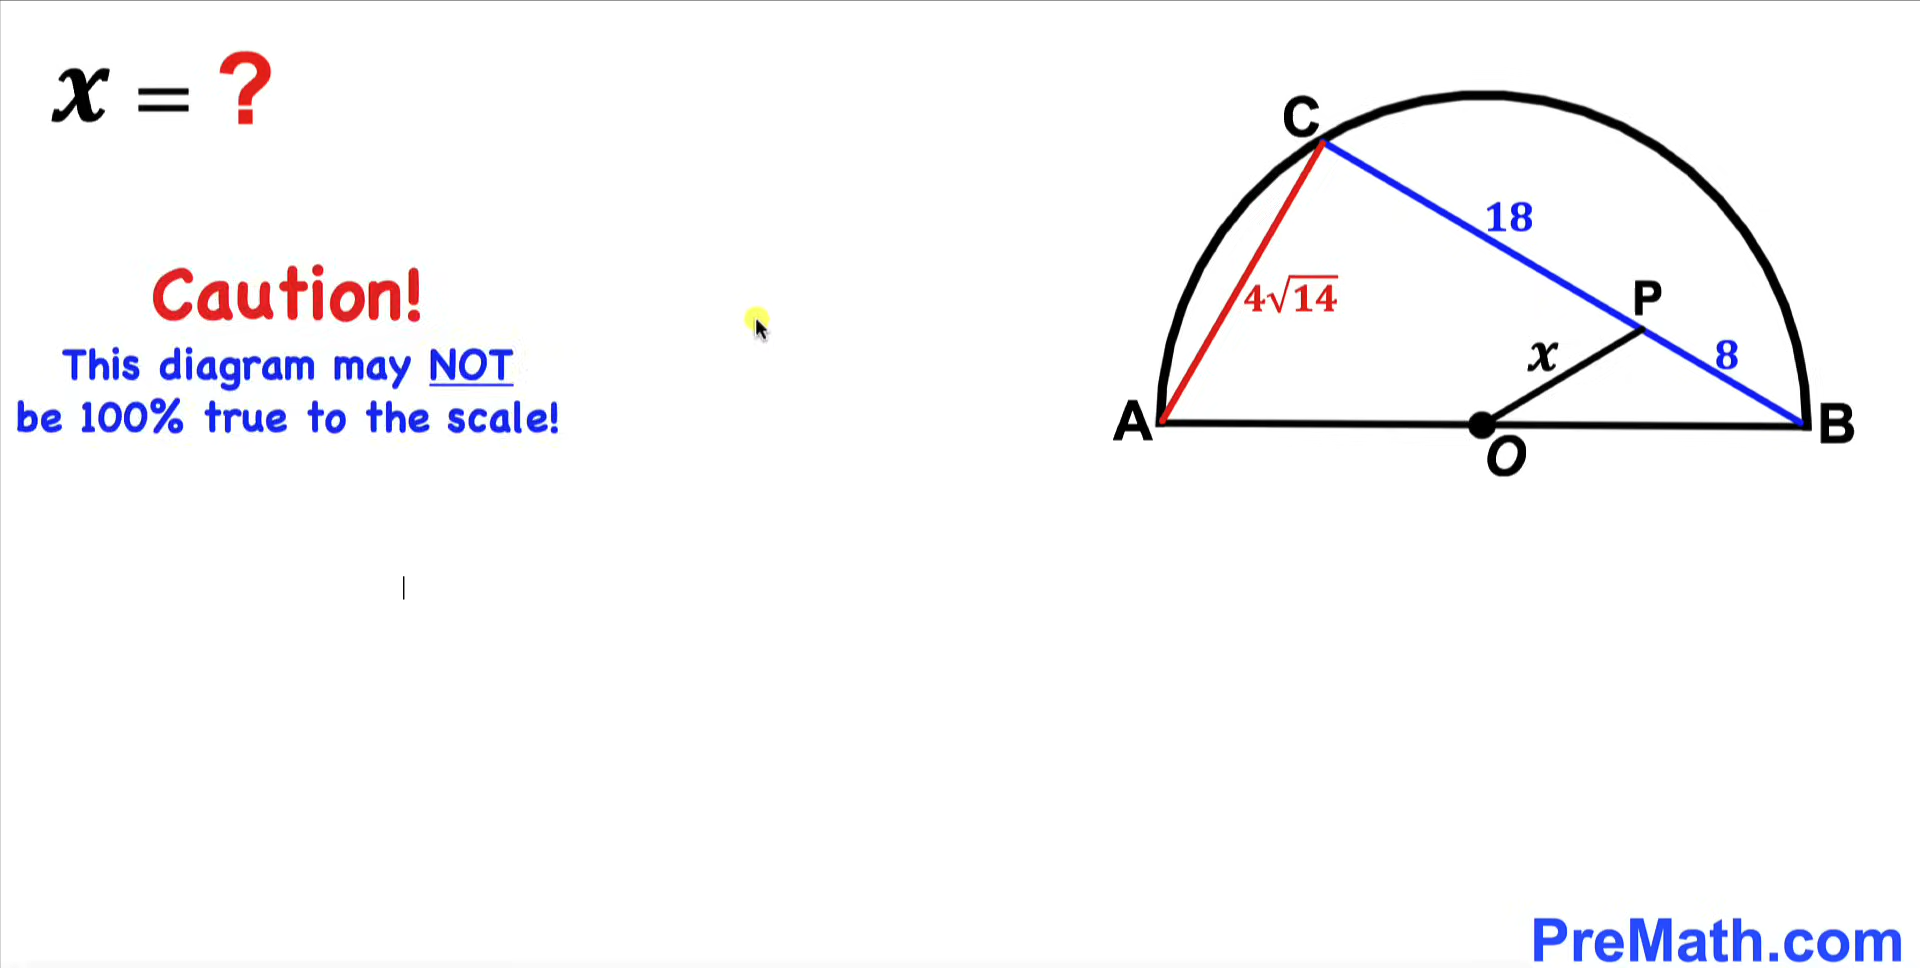 x = ?
C
18
4√14
P
x
8
A
B
O
Caution!
This diagram may NOT
be 100% true to the scale!
PreMath.com